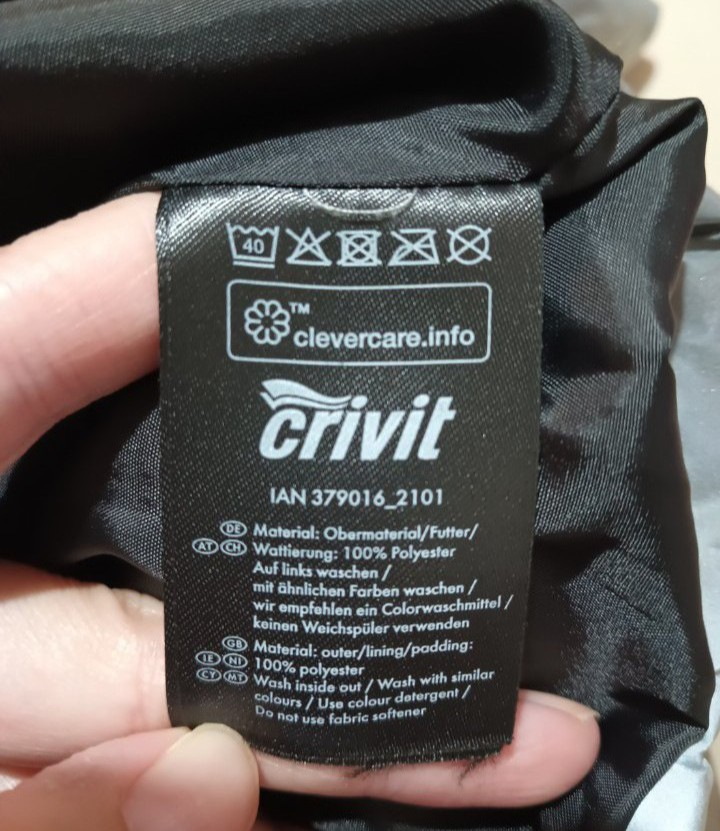 40
™
clevercare.info
crivit
IAN 379016_2101
DE Material: Obermaterial/Futter/
AT CH Wattierung: 100% Polyester
Auf links waschen /
mit ähnlichen Farben waschen /
wir empfehlen ein Colorwaschmittel /
keinen Weichspüler verwenden
GB Material: outer/lining/padding:
IE NI 100% polyester
CY MT Wash inside out / Wash with similar
colours / Use colour detergent /
Do not use fabric softener